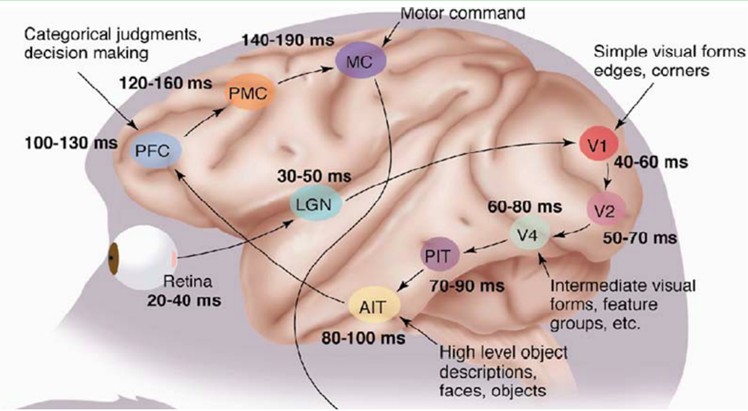 Motor command
Categorical judgments,
decision making
140-190 ms
MC
Simple visual forms
edges, corners
120-160 ms
PMC
100-130 ms
PFC
V1
40-60 ms
30-50 ms
LGN
60-80 ms
V2
V4
50-70 ms
PIT
Retina
20-40 ms
70-90 ms
Intermediate visual
forms, feature
groups, etc.
AIT
80-100 ms
High level object
descriptions,
faces, objects